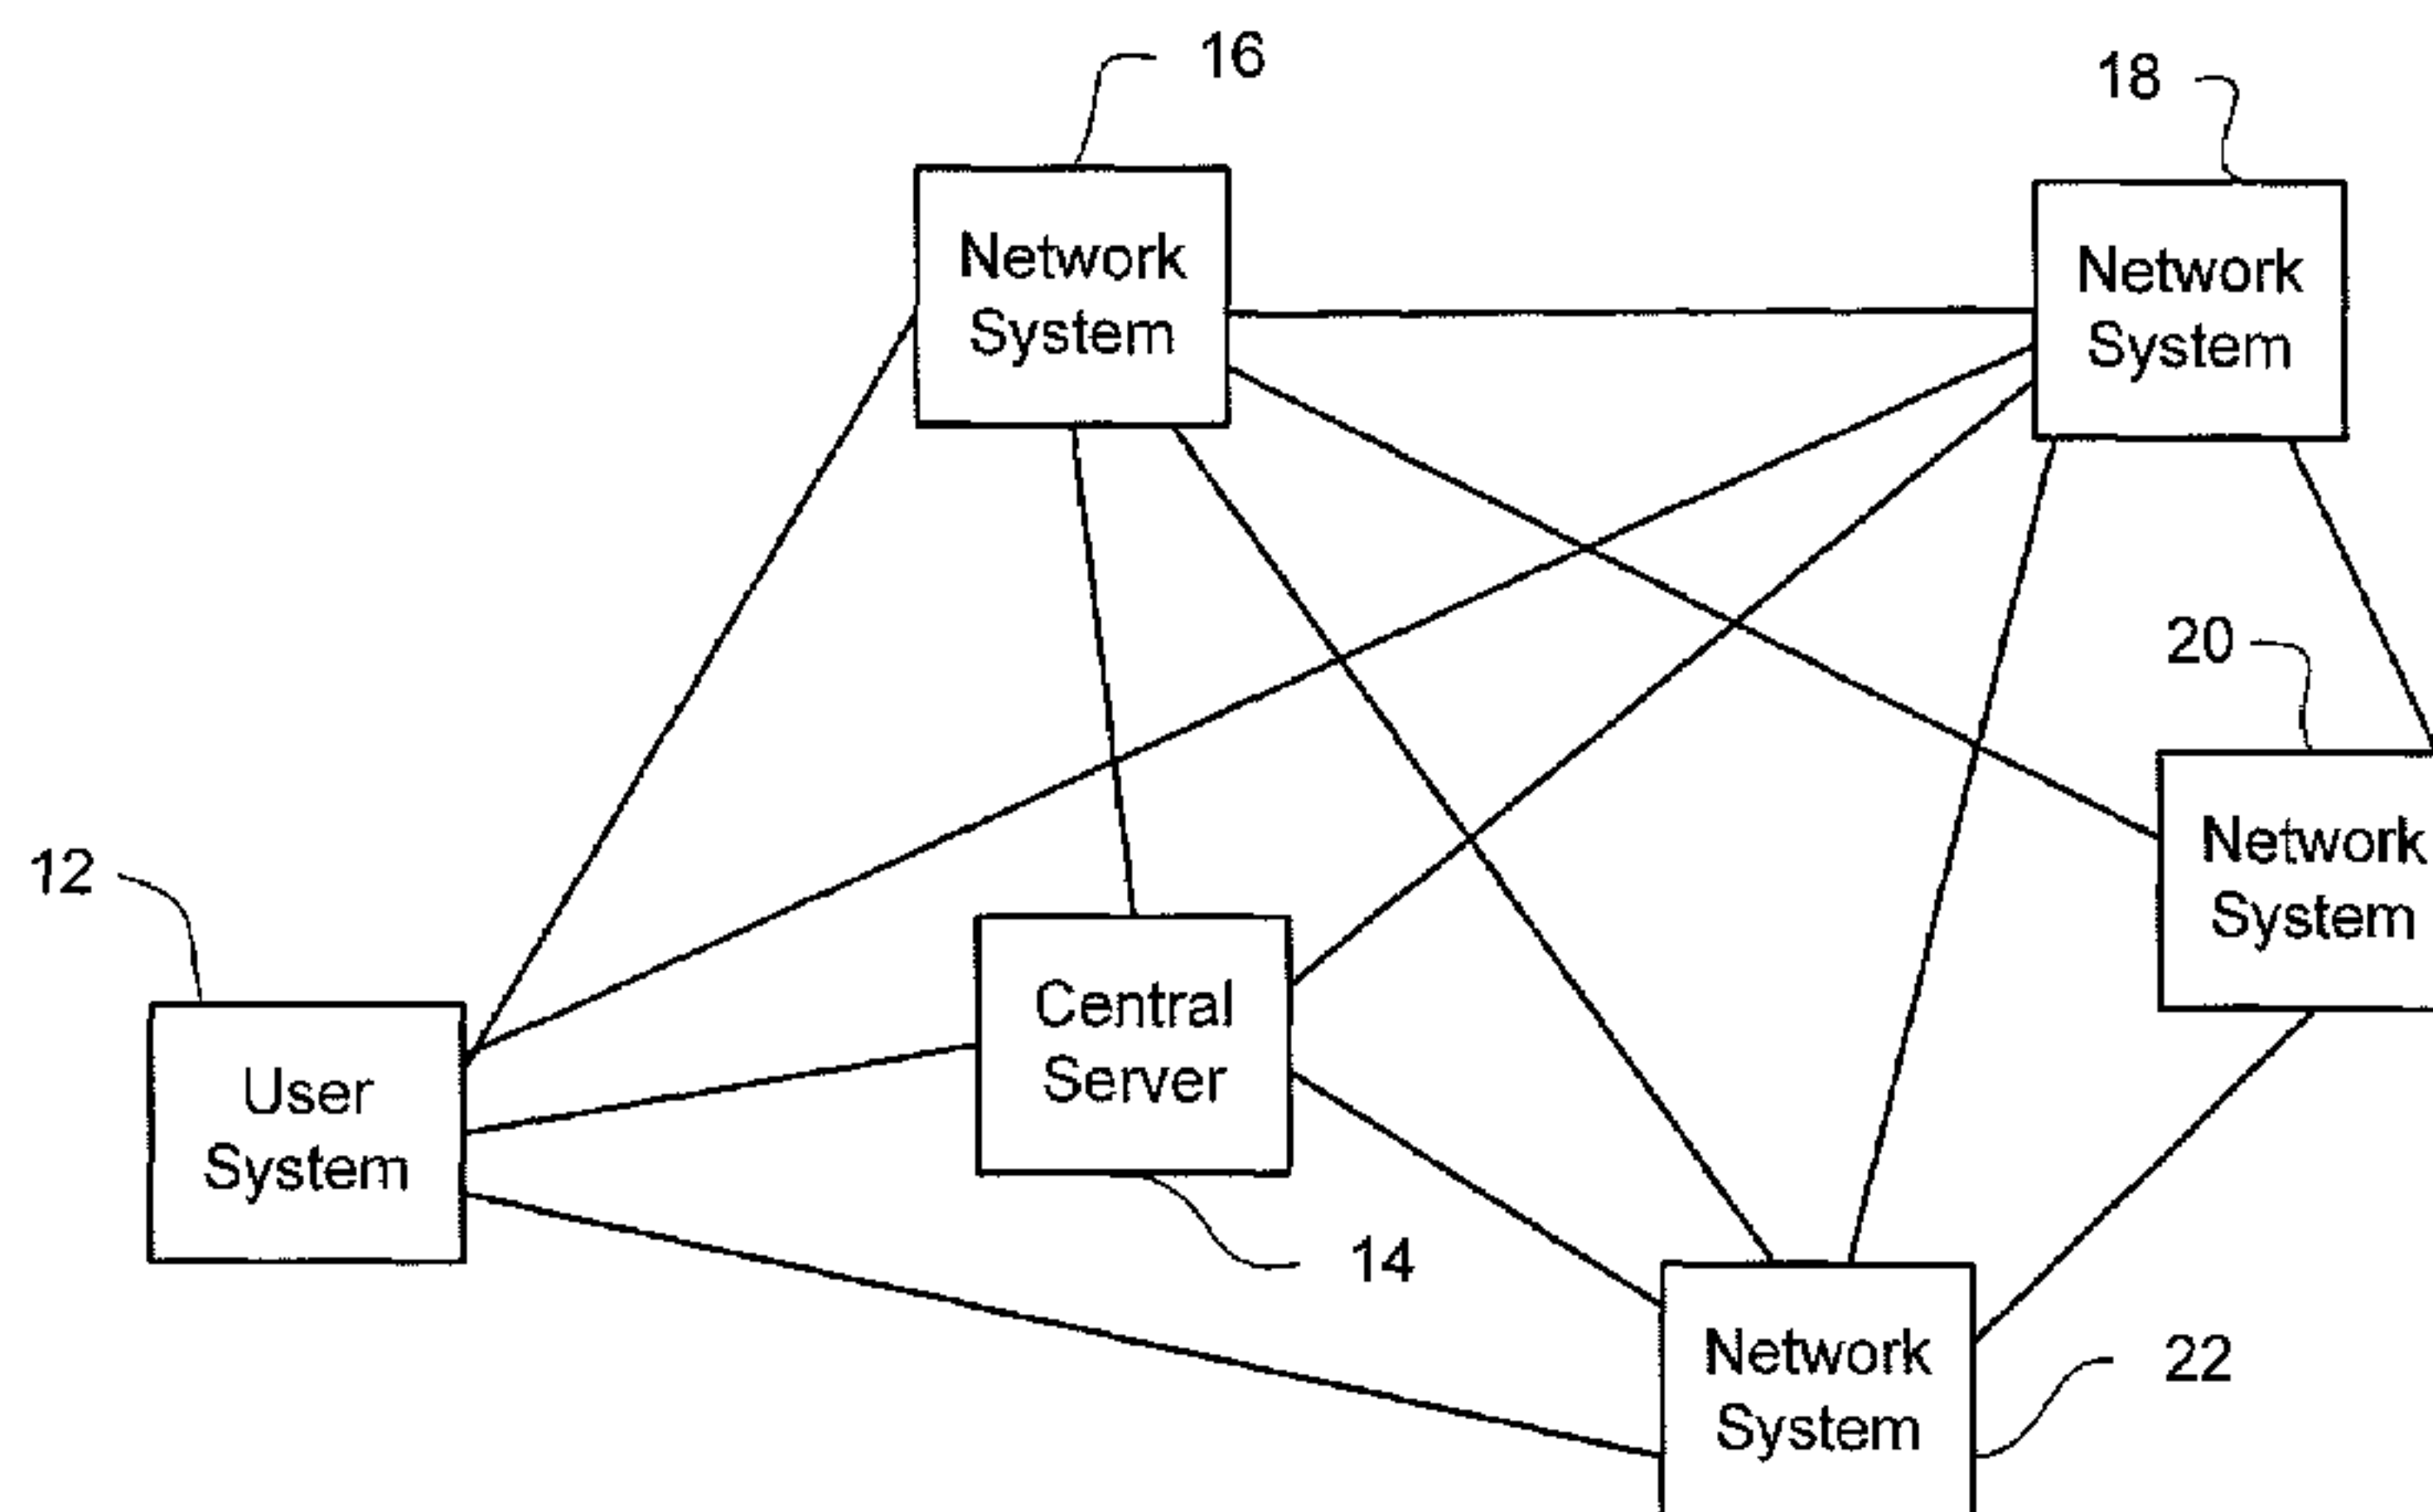 16
18
Network
System
Network
System
20
12
Network
System
Central
Server
User
System
14
Network
System
22